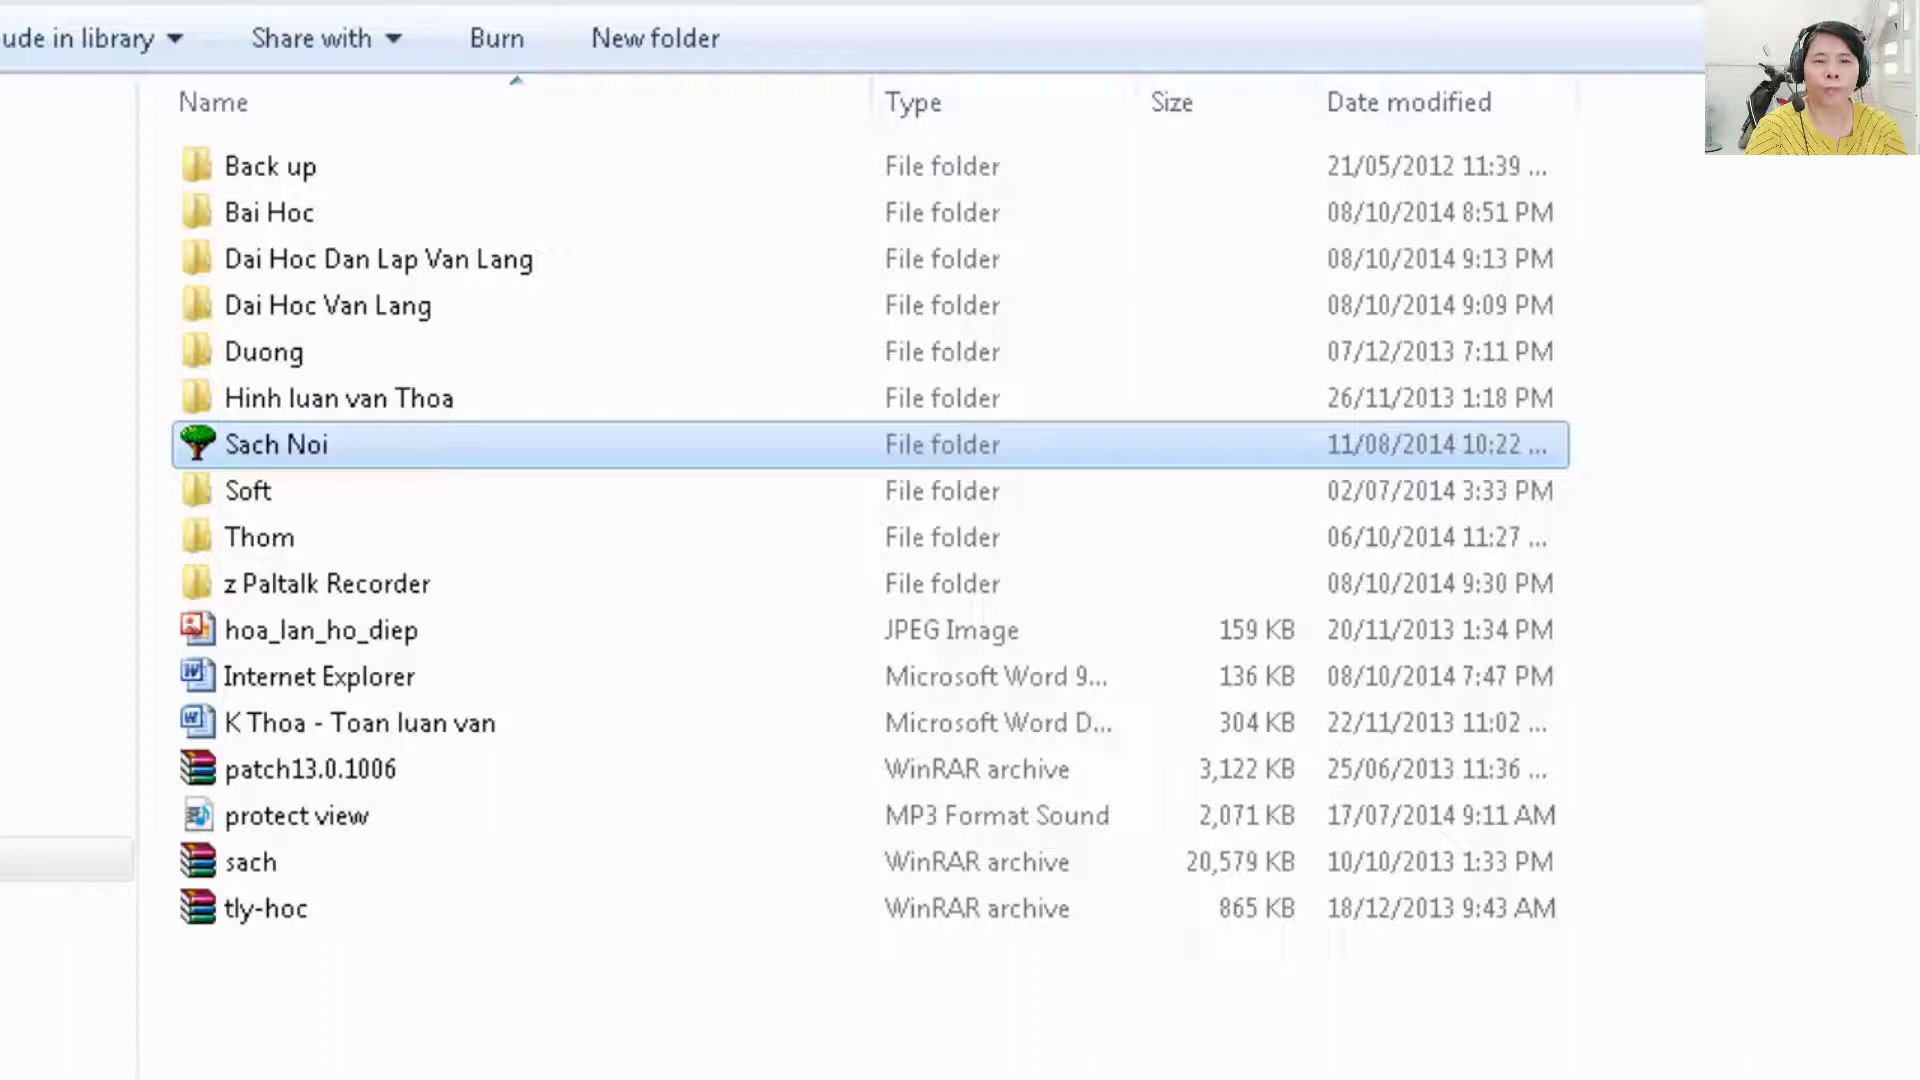 ude in library Share with Burn New folder
Name Type Size Date modified
Back up File folder 21/05/2012 11:39 ...
Bai Hoc File folder 08/10/2014 8:51 PM
Dai Hoc Dan Lap Van Lang File folder 08/10/2014 9:13 PM
Dai Hoc Van Lang File folder 08/10/2014 9:09 PM
Duong File folder 07/12/2013 7:11 PM
Hinh luan van Thoa File folder 26/11/2013 1:18 PM
Sach Noi File folder 11/08/2014 10:22 ...
Soft File folder 02/07/2014 3:33 PM
Thom File folder 06/10/2014 11:27 ...
z Paltalk Recorder File folder 08/10/2014 9:30 PM
hoa_lan_ho_diep JPEG Image 159 KB 20/11/2013 1:34 PM
Internet Explorer Microsoft Word 9... 136 KB 08/10/2014 7:47 PM
K Thoa - Toan luan van Microsoft Word D... 304 KB 22/11/2013 11:02 ...
patch13.0.1006 WinRAR archive 3,122 KB 25/06/2013 11:36 ...
protect view MP3 Format Sound 2,071 KB 17/07/2014 9:11 AM
sach WinRAR archive 20,579 KB 10/10/2013 1:33 PM
tly-hoc WinRAR archive 865 KB 18/12/2013 9:43 AM